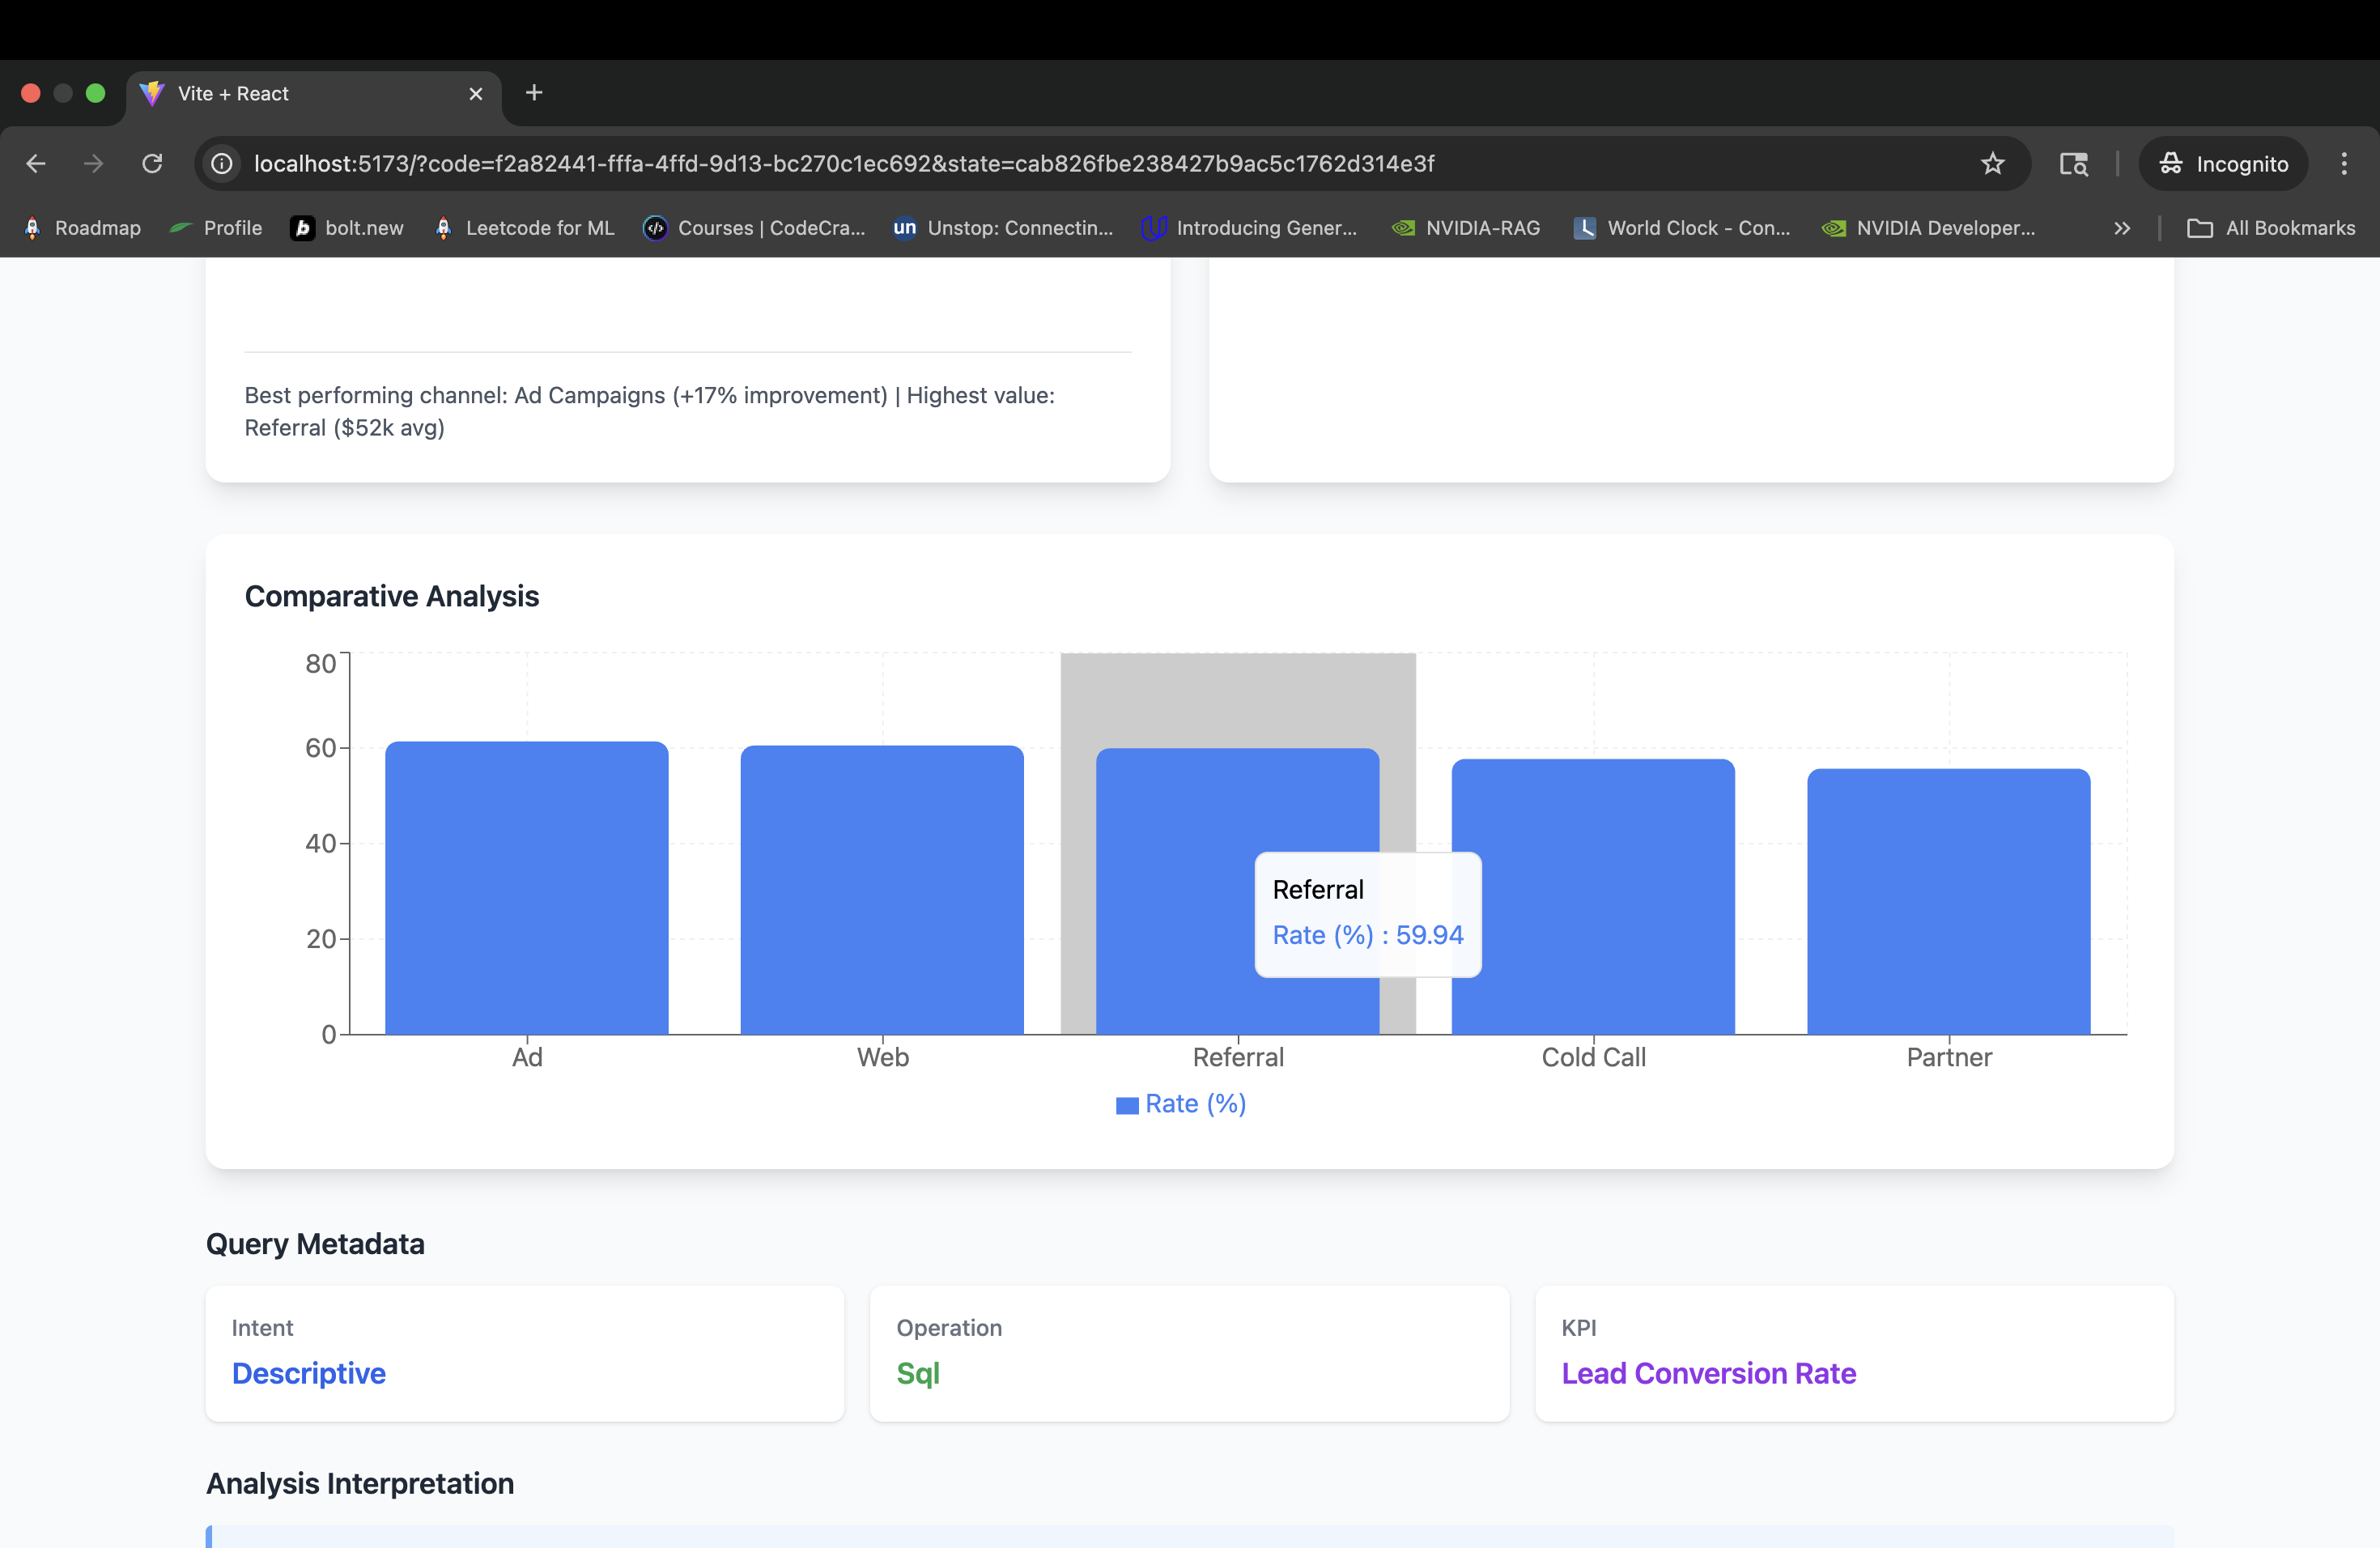 Vite + React
localhost:5173/?code=f2a82441-fffa-4ffd-9d13-bc270c1ec692&state=cab826fbe238427b9ac5c1762d314e3f
Incognito
Roadmap
Profile
bolt.new
Leetcode for ML
Courses | CodeCra...
un
Unstop: Connectin...
Introducing Gener...
NVIDIA-RAG
World Clock - Con...
NVIDIA Developer...
All Bookmarks
Best performing channel: Ad Campaigns (+17% improvement) | Highest value:
Referral ($52k avg)
Comparative Analysis
80
60
40
20
0
Referral
Rate (%) : 59.94
Ad
Web
Referral
Cold Call
Partner
Rate (%)
Query Metadata
Intent
Descriptive
Operation
Sql
KPI
Lead Conversion Rate
Analysis Interpretation